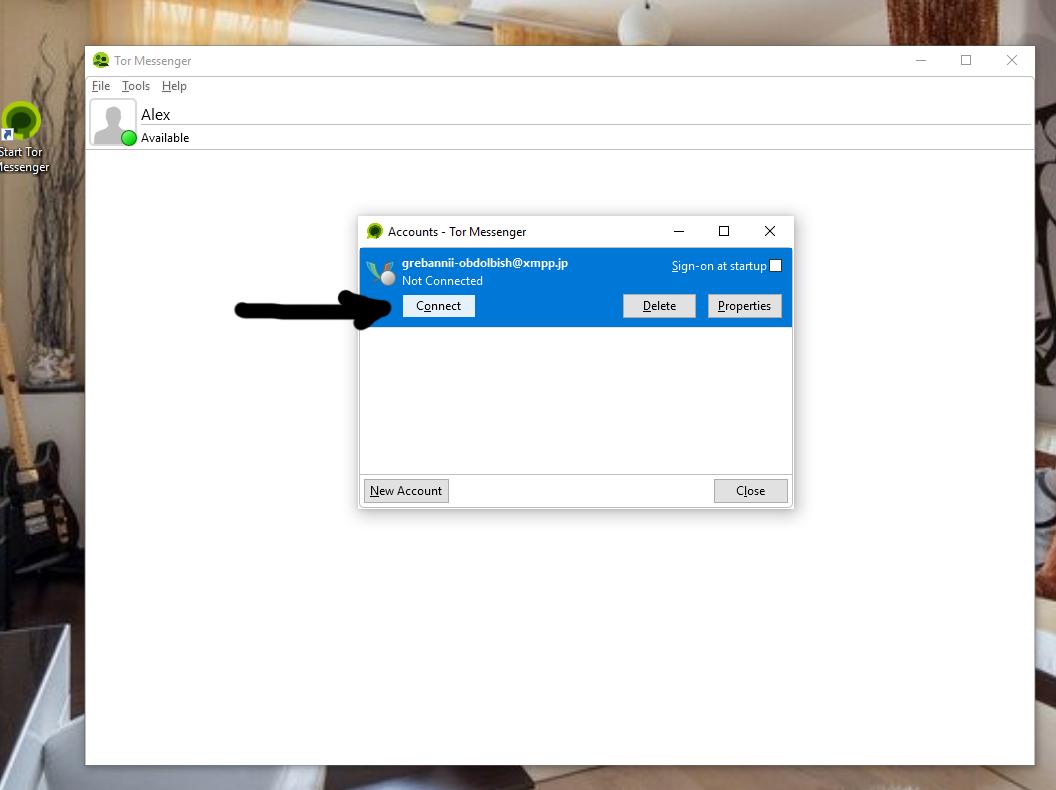 Tor Messenger
File Tools Help
Alex
Available
Start Tor
Messenger
Accounts - Tor Messenger
grebannii-obdolbish@xmpp.jp
Sign-on at startup
Not Connected
Connect Delete Properties
New Account Close